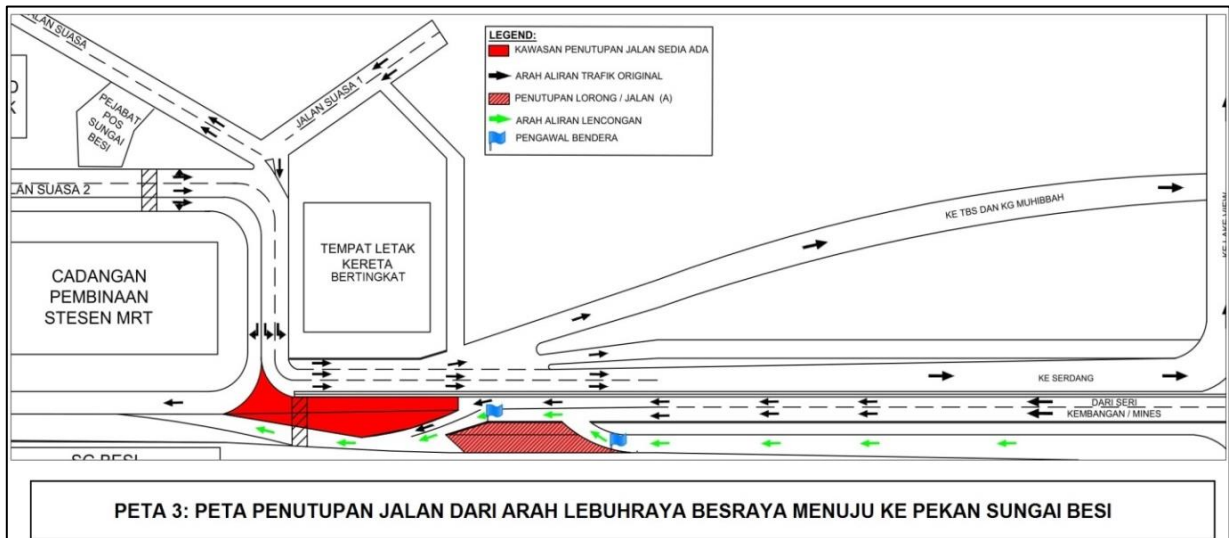 JALAN SUASA
PEJABAT
POS
SUNGAI
BESI
JALAN SUASA 1
LEGEND:
KAWASAN PENUTUPAN JALAN SEDIA ADA
ARAH ALIRAN TRAFIK ORIGINAL
PENUTUPAN LORONG / JALAN (A)
ARAH ALIRAN LENCONGAN
PENGAWAL BENDERA
LAN SUASA 2
KE TBS DAN KG MUHIBBAH
KE LAKE VIEW
TEMPAT LETAK
KERETA
BERTINGKAT
CADANGAN
PEMBINAAN
STESEN MRT
KE SERDANG
DARI SERI
KEMBANGAN / MINES
SG BESI
PETA 3: PETA PENUTUPAN JALAN DARI ARAH LEBUHRAYA BESRAYA MENUJU KE PEKAN SUNGAI BESI